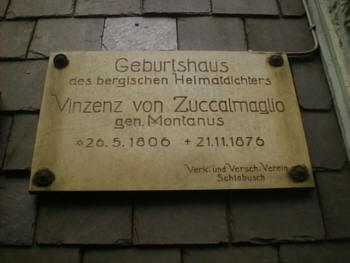 Geburtshaus
des bergischen Heimatdichters
Vinzenz von Zuccalmaglio
gen. Montanus
* 26.5.1806 + 21.11.1876
Verk. und Versch. Verein
Schlebusch